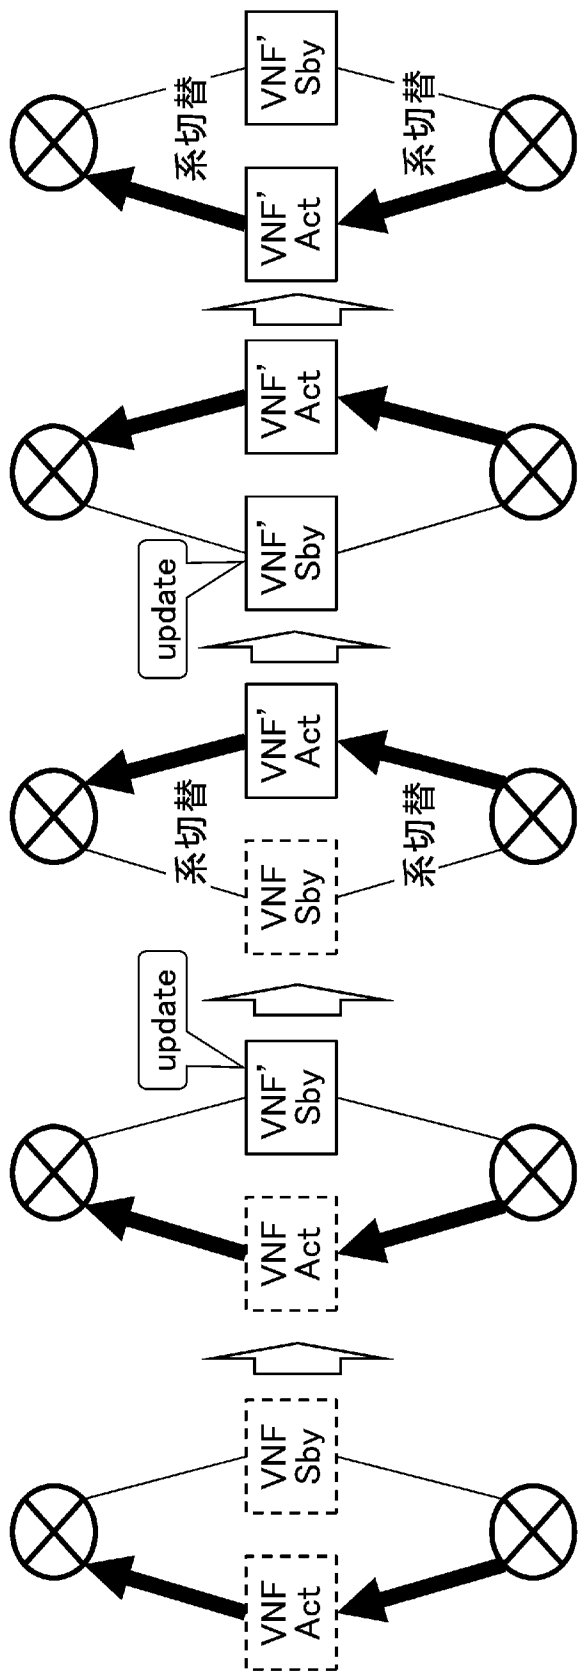 VNF
Act
VNF
Sby
update
VNF
Act
VNF’
Sby
系切替
VNF
Sby
VNF’
Act
系切替
update
VNF’
Sby
VNF’
Act
系切替
VNF’
Act
VNF’
Sby
系切替